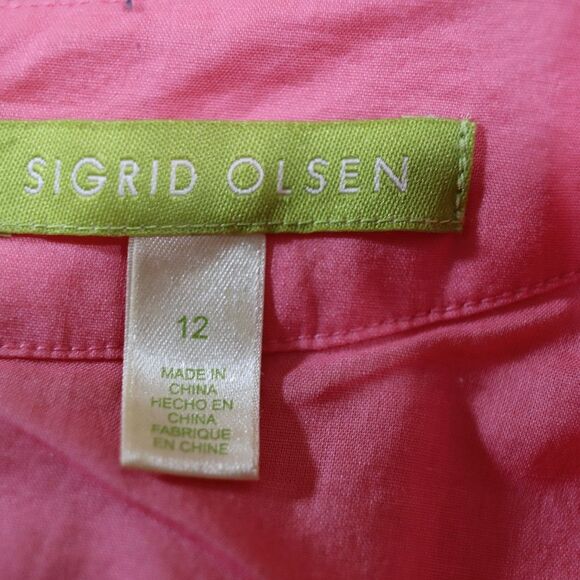 SIGRID OLSEN
12
MADE IN
CHINA
HECHO EN
CHINA
FABRIQUE
EN CHINE